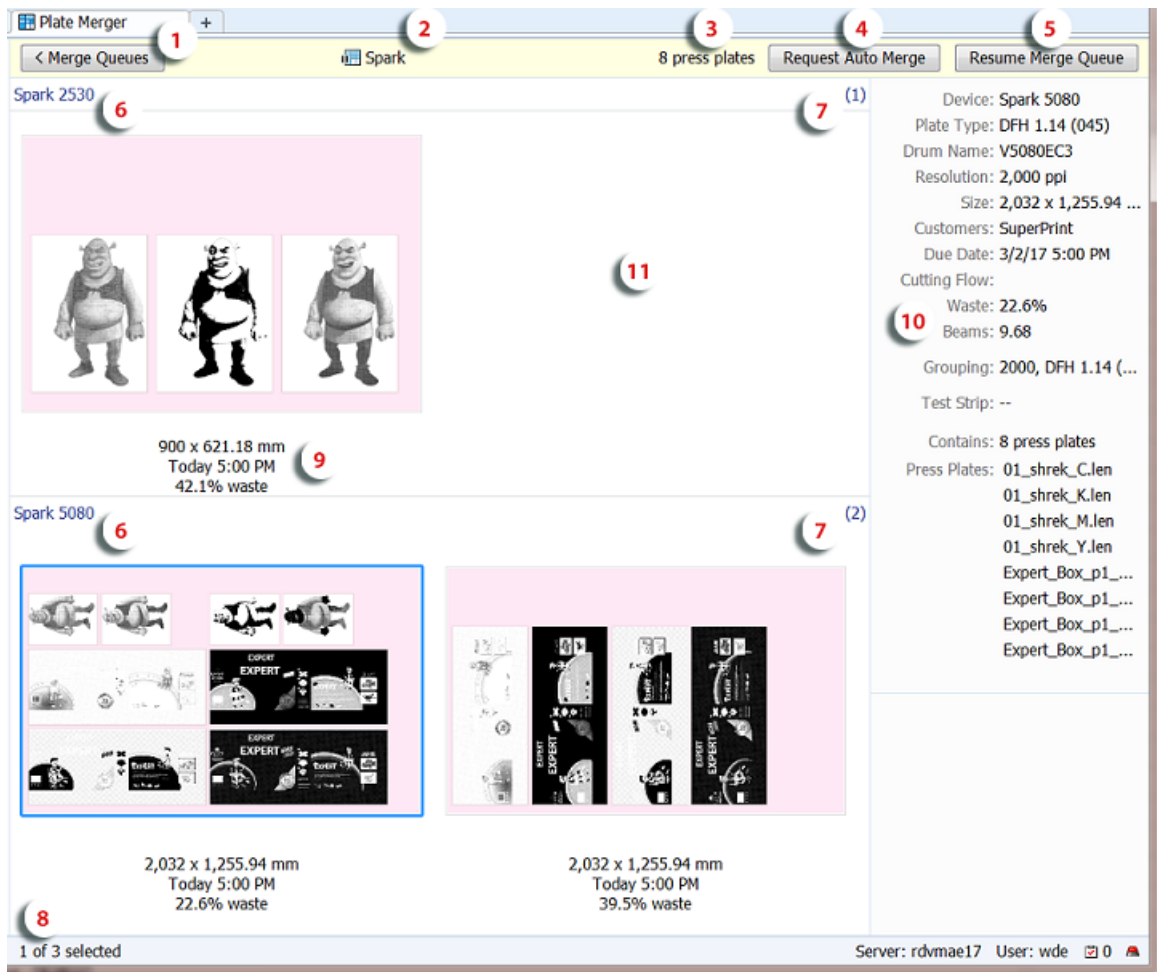 Plate Merger
+
1
2
3
4
5
< Merge Queues
Spark
8 press plates
Request Auto Merge
Resume Merge Queue
Spark 2530
6
7
(1)
11
900 x 621.18 mm
Today 5:00 PM
42.1% waste
9
Spark 5080
6
7
(2)
EXPERT
EXPERT
EXPERT
EXPERT
EXPERT
EXPERT
EXPERT
EXPERT
2,032 x 1,255.94 mm
Today 5:00 PM
22.6% waste
2,032 x 1,255.94 mm
Today 5:00 PM
39.5% waste
8
Device: Spark 5080
Plate Type: DFH 1.14 (045)
Drum Name: V5080EC3
Resolution: 2,000 ppi
Size: 2,032 x 1,255.94 ...
Customers: SuperPrint
Due Date: 3/2/17 5:00 PM
Cutting Flow:
Waste: 22.6%
10
Beams: 9.68
Grouping: 2000, DFH 1.14 (...
Test Strip: --
Contains: 8 press plates
Press Plates: 01_shrek_C.len
01_shrek_K.len
01_shrek_M.len
01_shrek_Y.len
Expert_Box_p1_...
Expert_Box_p1_...
Expert_Box_p1_...
Expert_Box_p1_...
1 of 3 selected
Server: rdvmae17 User: wde 0